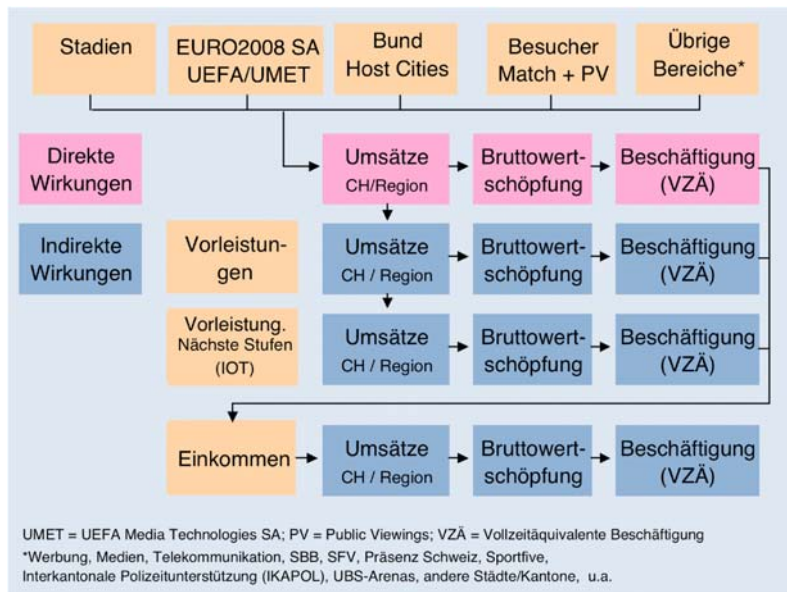 Stadien
EURO2008 SA
UEFA/UMET
Bund
Host Cities
Besucher
Match + PV
Übrige
Bereiche*
Direkte
Wirkungen
Umsätze
CH/Region
Bruttowert-
schöpfung
Beschäftigung
(VZÄ)
Indirekte
Wirkungen
Vorleistun-
gen
Umsätze
CH / Region
Bruttowert-
schöpfung
Beschäftigung
(VZÄ)
Vorleistung.
Nächste Stufen
(IOT)
Umsätze
CH / Region
Bruttowert-
schöpfung
Beschäftigung
(VZÄ)
Einkommen
Umsätze
CH / Region
Bruttowert-
schöpfung
Beschäftigung
(VZÄ)
UMET = UEFA Media Technologies SA; PV = Public Viewings; VZÄ = Vollzeitäquivalente Beschäftigung
*Werbung, Medien, Telekommunikation, SBB, SFV, Präsenz Schweiz, Sportfive,
Interkantonale Polizeitunterstützung (IKAPOL), UBS-Arenas, andere Städte/Kantone, u.a.